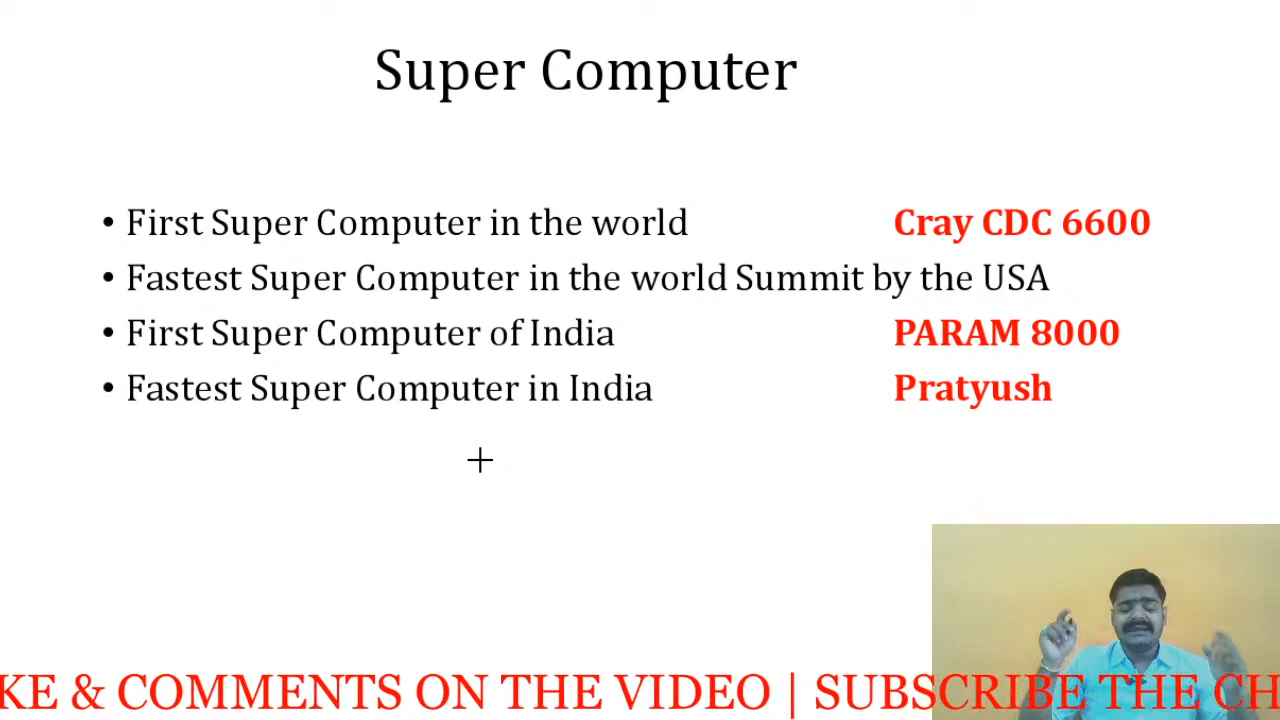 Super Computer
• First Super Computer in the world Cray CDC 6600
• Fastest Super Computer in the world Summit by the USA
• First Super Computer of India PARAM 8000
• Fastest Super Computer in India Pratyush
KE & COMMENTS ON THE VIDEO | SUBSCRIBE THE CH